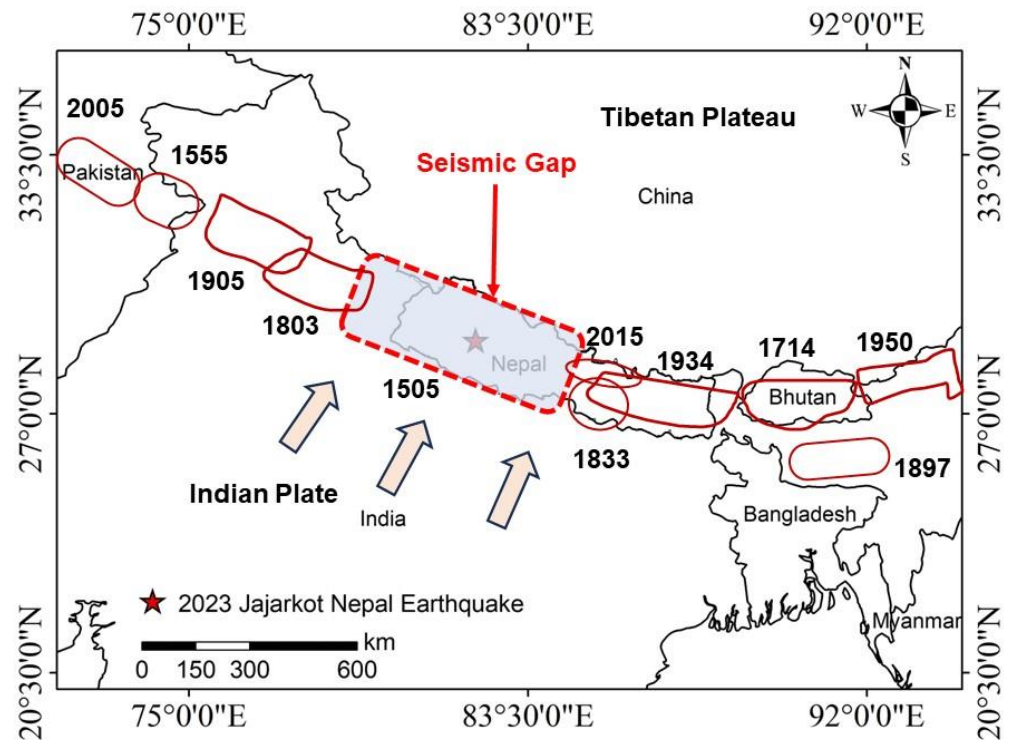 75°0'0"E 83°30'0"E 92°0'0"E
N
W E
S
2005
Tibetan Plateau
33°30'0"N
33°30'0"N
1555
Pakistan
Seismic Gap
China
1905
1803
2015
1934
1714
1950
Nepal
1505
Bhutan
27°0'0"N
27°0'0"N
1833
1897
Indian Plate
India
Bangladesh
2023 Jajarkot Nepal Earthquake
Myanmar
km
0 150 300 600
20°30'0"N
20°30'0"N
75°0'0"E 83°30'0"E 92°0'0"E